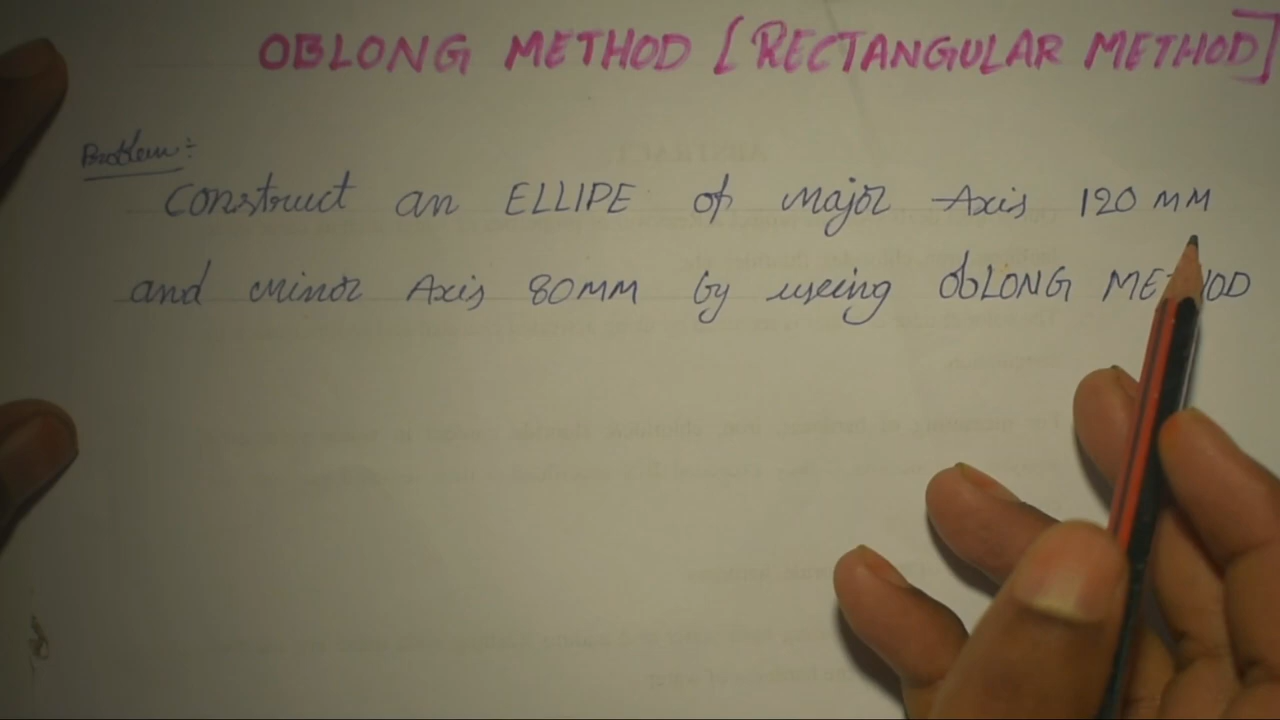 OBLONG METHOD [RECTANGULAR METHOD]
Problem:-
Construct an ELLIPE of Major Axis 120 MM
and minor Axis 80MM by using OBLONG METHOD